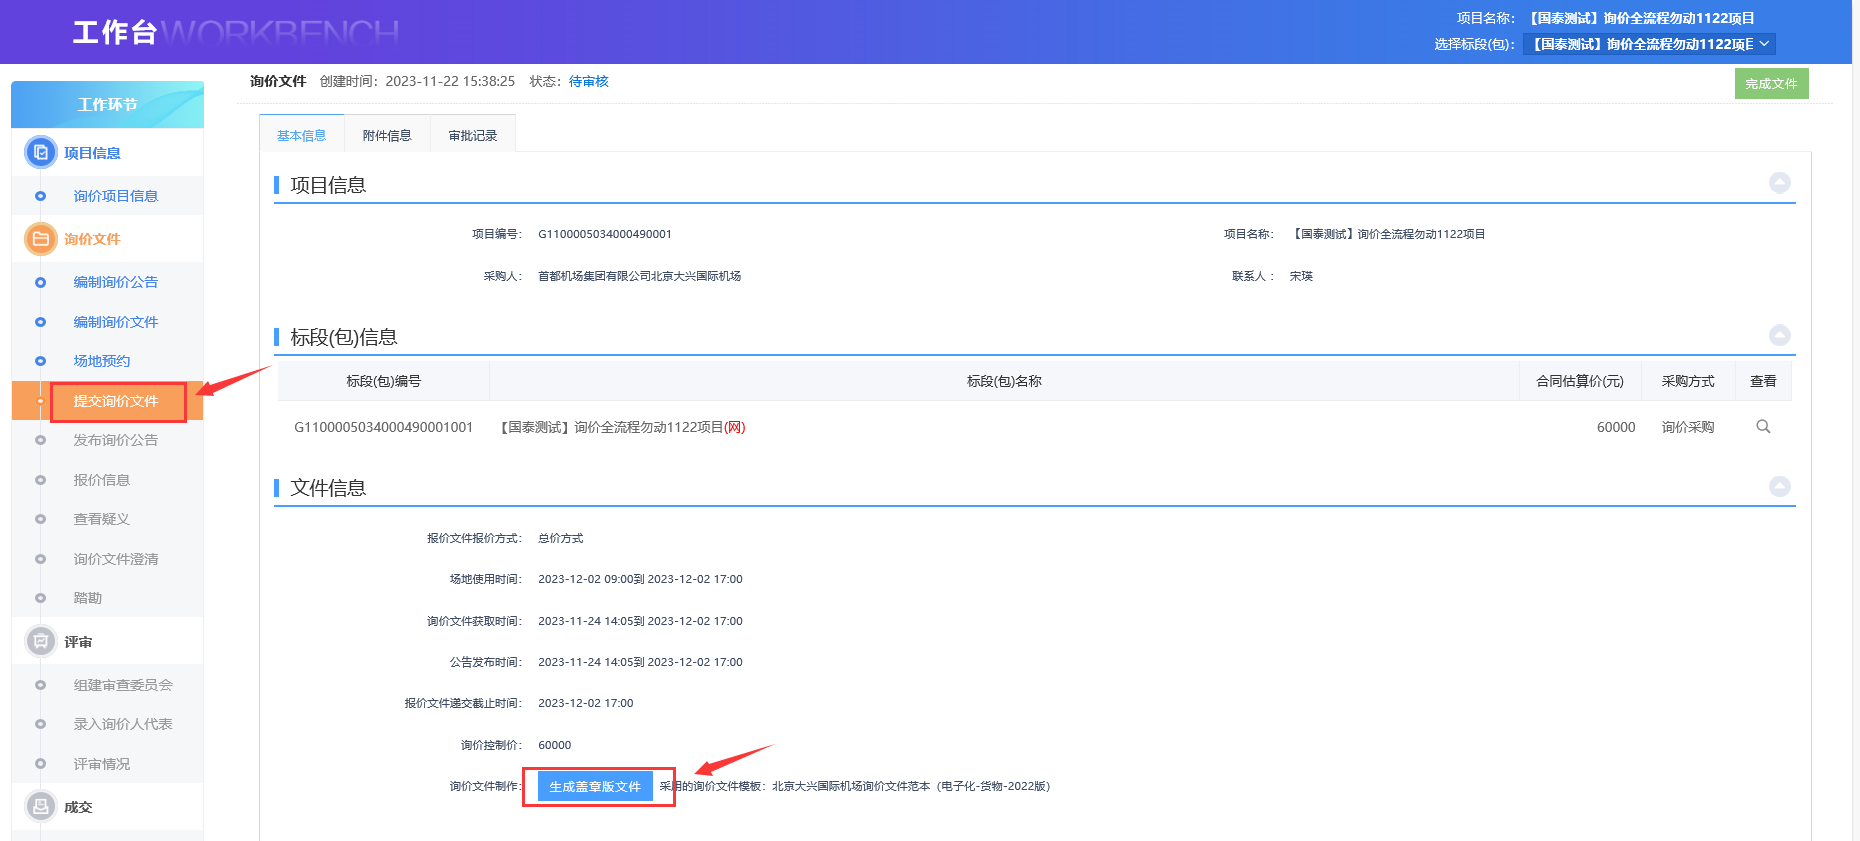 工作台WORKBENCH
项目名称：【国泰测试】询价全流程勿动1122项目
选择标段(包)：【国泰测试】询价全流程勿动1122项目
工作环节
项目信息
询价项目信息
询价文件
编制询价公告
编制询价文件
场地预约
提交询价文件
发布询价公告
报价信息
查看疑义
询价文件澄清
踏勘
评审
组建审查委员会
录入询价人代表
评审情况
成交
询价文件 创建时间：2023-11-22 15:38:25 状态：待审核
完成文件
基本信息 附件信息 审批记录
项目信息
项目编号： G1100005034000490001 项目名称： 【国泰测试】询价全流程勿动1122项目
采购人： 首都机场集团有限公司北京大兴国际机场 联系人： 宋瑛
标段(包)信息
标段(包)编号 标段(包)名称 合同估算价(元) 采购方式 查看
G1100005034000490001001 【国泰测试】询价全流程勿动1122项目(网) 60000 询价采购
文件信息
报价文件报价方式： 总价方式
场地使用时间： 2023-12-02 09:00到 2023-12-02 17:00
询价文件获取时间： 2023-11-24 14:05到 2023-12-02 17:00
公告发布时间： 2023-11-24 14:05到 2023-12-02 17:00
报价文件递交截止时间： 2023-12-02 17:00
询价控制价： 60000
询价文件制作： 生成盖章版文件 采用的询价文件模板：北京大兴国际机场询价文件范本（电子化-货物-2022版）